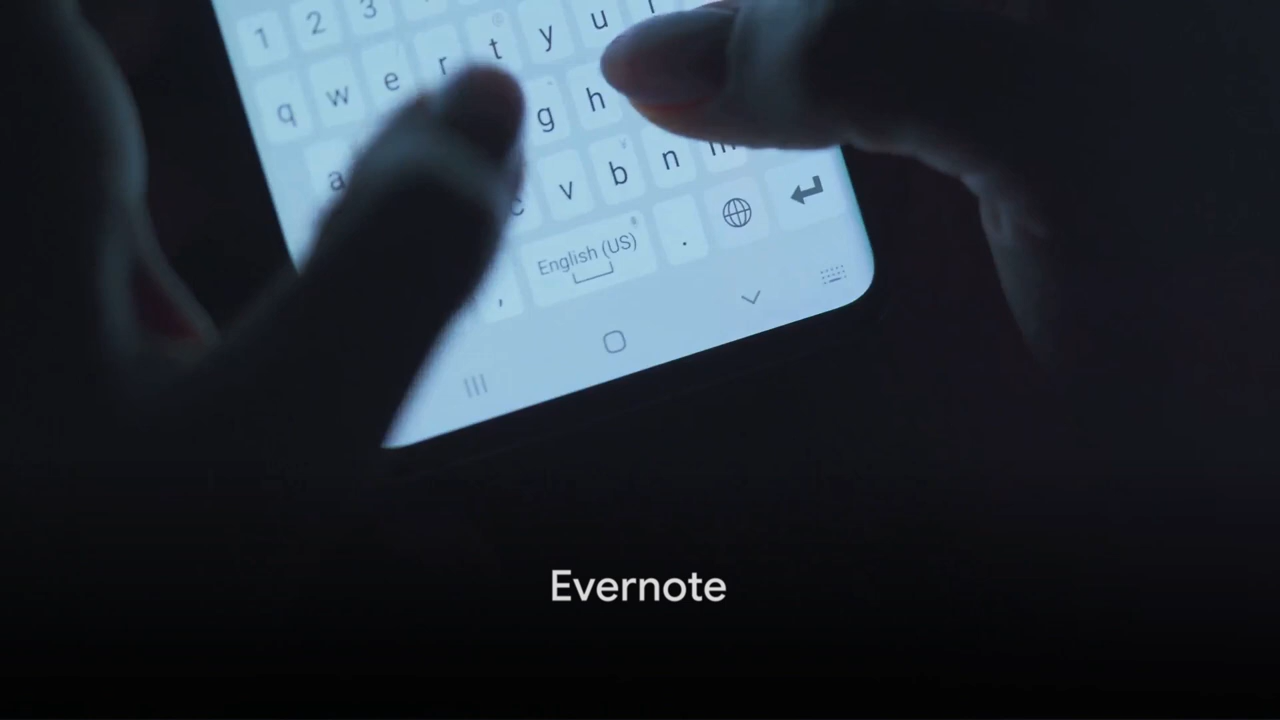 1 2 3
q w e r t y u
a g h
c v b n m
, English (US) .
Evernote